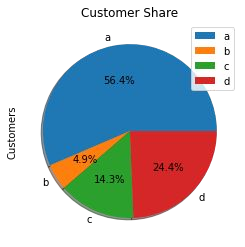 Customer Share
a
b
c
d
a
56.4%
Customers
4.9%
b
14.3%
c
24.4%
d